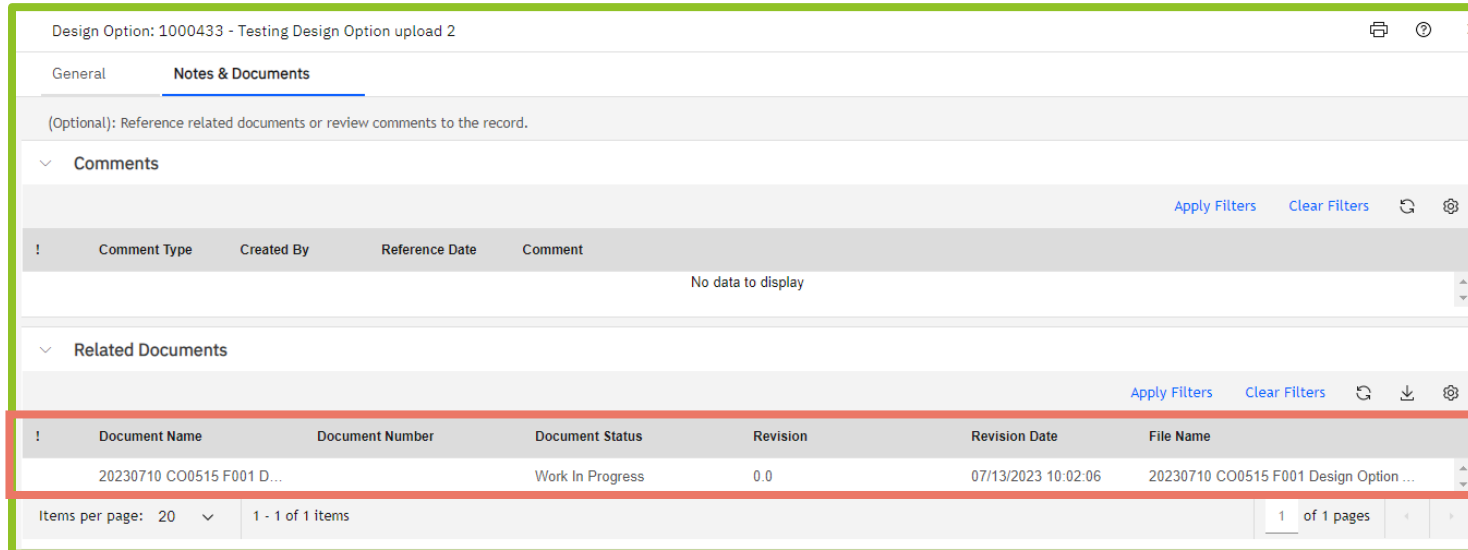 Design Option: 1000433 - Testing Design Option upload 2
General Notes & Documents
(Optional): Reference related documents or review comments to the record.
Comments
Apply Filters Clear Filters
! Comment Type Created By Reference Date Comment
No data to display
Related Documents
Apply Filters Clear Filters
! Document Name Document Number Document Status Revision Revision Date File Name
20230710 CO0515 F001 D... Work In Progress 0.0 07/13/2023 10:02:06 20230710 CO0515 F001 Design Option ...
Items per page: 20 1 - 1 of 1 items 1 of 1 pages